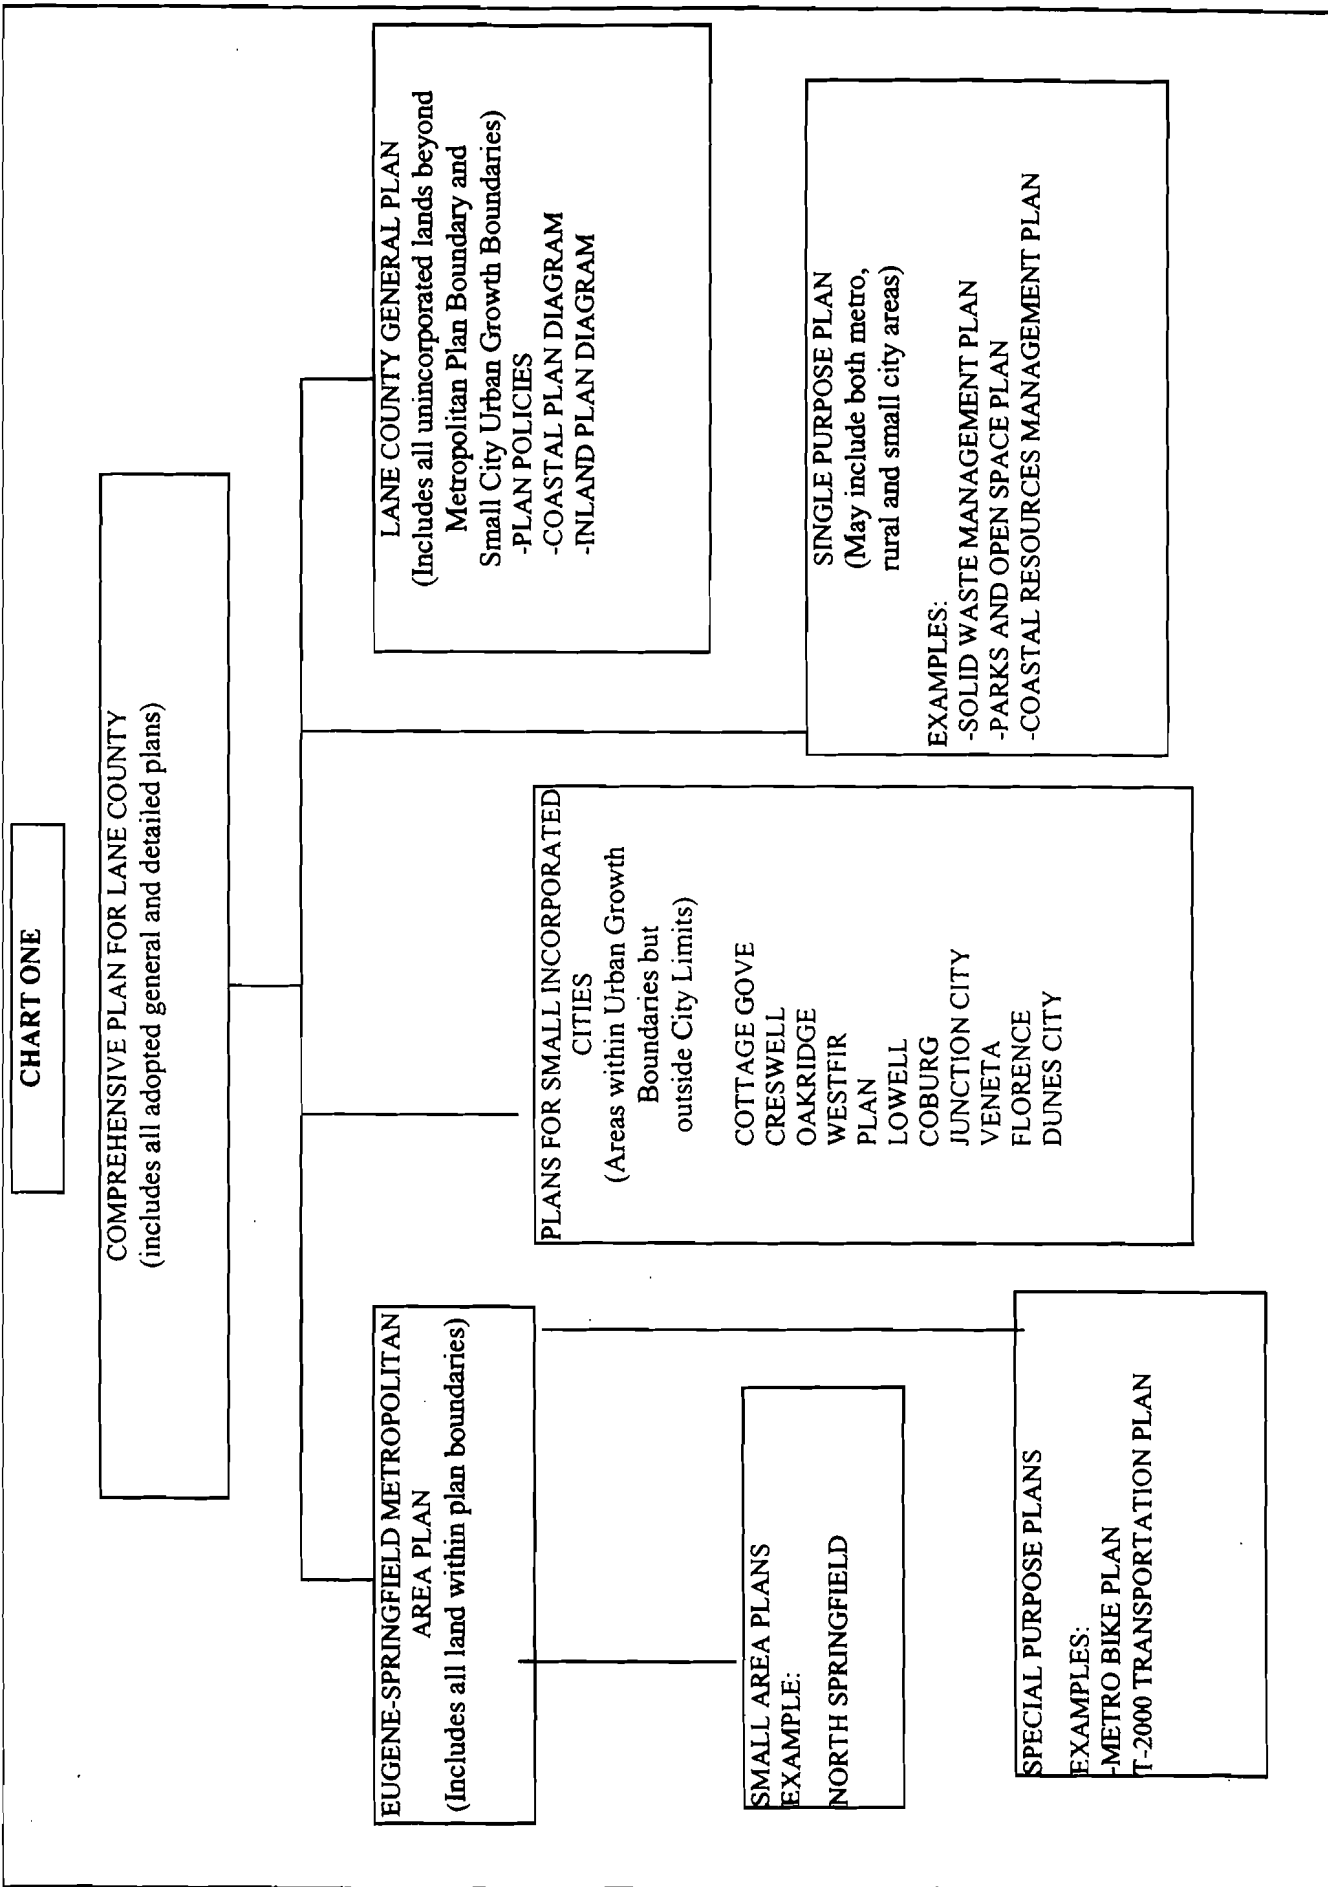 CHART ONE
COMPREHENSIVE PLAN FOR LANE COUNTY
(includes all adopted general and detailed plans)
EUGENE-SPRINGFIELD METROPOLITAN
AREA PLAN
(Includes all land within plan boundaries)
SMALL AREA PLANS
EXAMPLE:
NORTH SPRINGFIELD
SPECIAL PURPOSE PLANS
EXAMPLES:
-METRO BIKE PLAN
T-2000 TRANSPORTATION PLAN
PLANS FOR SMALL INCORPORATED
CITIES
(Areas within Urban Growth
Boundaries but
outside City Limits)
COTTAGE GOVE
CRESWELL
OAKRIDGE
WESTFIR
PLAN
LOWELL
COBURG
JUNCTION CITY
VENETA
FLORENCE
DUNES CITY
LANE COUNTY GENERAL PLAN
(Includes all unincorporated lands beyond
Metropolitan Plan Boundary and
Small City Urban Growth Boundaries)
-PLAN POLICIES
-COASTAL PLAN DIAGRAM
-INLAND PLAN DIAGRAM
SINGLE PURPOSE PLAN
(May include both metro,
rural and small city areas)
EXAMPLES:
-SOLID WASTE MANAGEMENT PLAN
-PARKS AND OPEN SPACE PLAN
-COASTAL RESOURCES MANAGEMENT PLAN